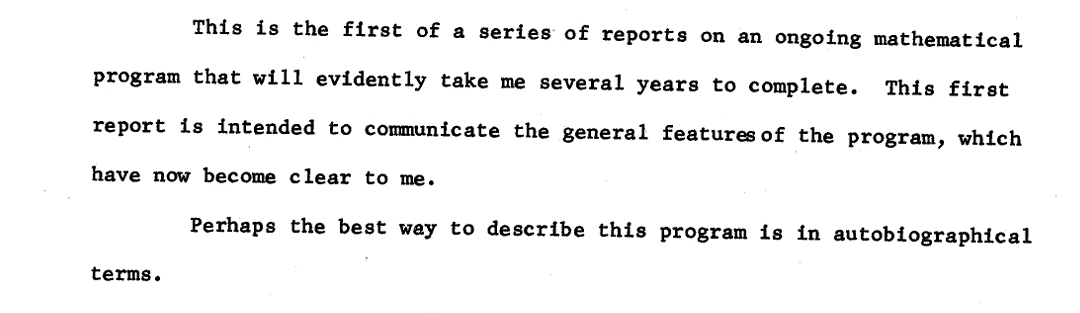 This is the first of a series of reports on an ongoing mathematical
program that will evidently take me several years to complete. This first
report is intended to communicate the general features of the program, which
have now become clear to me.
Perhaps the best way to describe this program is in autobiographical
terms.